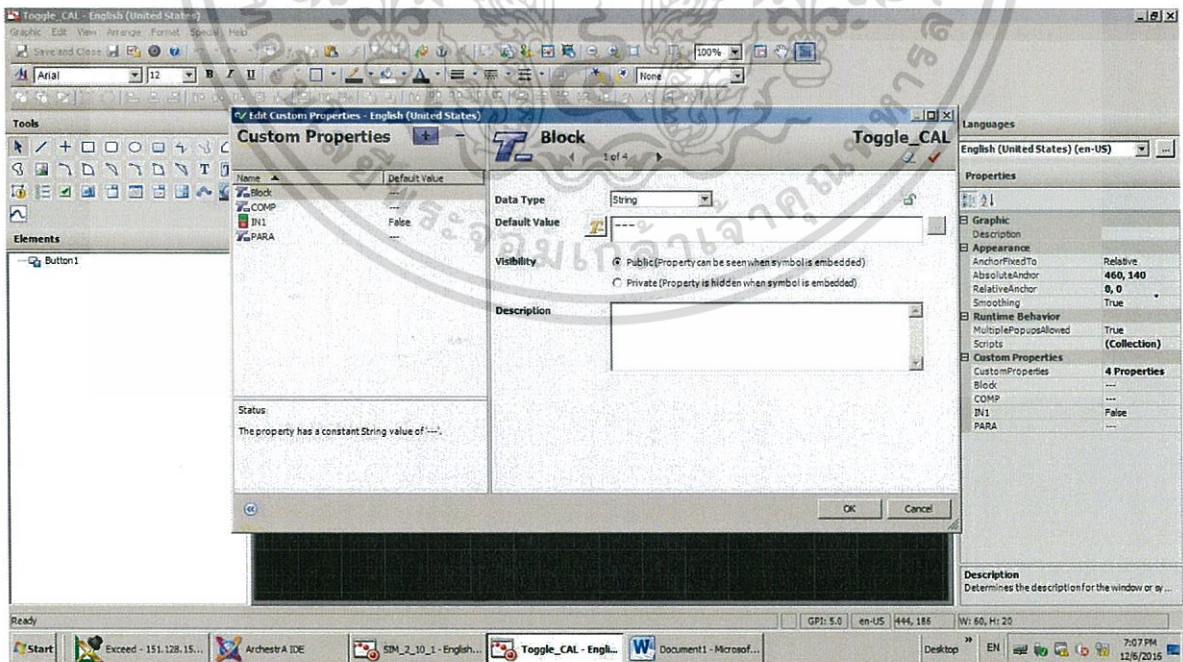 Toggle_CAL - English (United States)
Graphic Edit View Arrange Format Special Help
Save and Close
100%
Arial
12
B I U
None
Tools
Elements
Button1
Edit Custom Properties - English (United States)
Custom Properties
Block
Toggle_CAL
1 of 4
Name
Default Value
Block
---
COMP
---
IN1
False
PARA
---
Data Type
String
Default Value
---
Visibility
Public (Property can be seen when symbol is embedded)
Private (Property is hidden when symbol is embedded)
Description
Status
The property has a constant String value of '---'.
OK
Cancel
Languages
English (United States) (en-US)
Properties
Graphic
Description
Appearance
AnchorFixedTo Relative
AbsoluteAnchor 460, 140
RelativeAnchor 0, 0
Smoothing True
Runtime Behavior
MultiplePopupsAllowed True
Scripts (Collection)
Custom Properties
CustomProperties 4 Properties
Block ---
COMP ---
IN1 False
PARA ---
Description
Determines the description for the window or sy...
Ready
GPI: 5.0 en-US 444, 186 W: 60, H: 20
Start
Exceed - 151.128.15...
ArchestrA IDE
SIM_2_10_1 - English...
Toggle_CAL - Engli...
Document1 - Microsof...
Desktop
EN
7:07 PM
12/6/2016